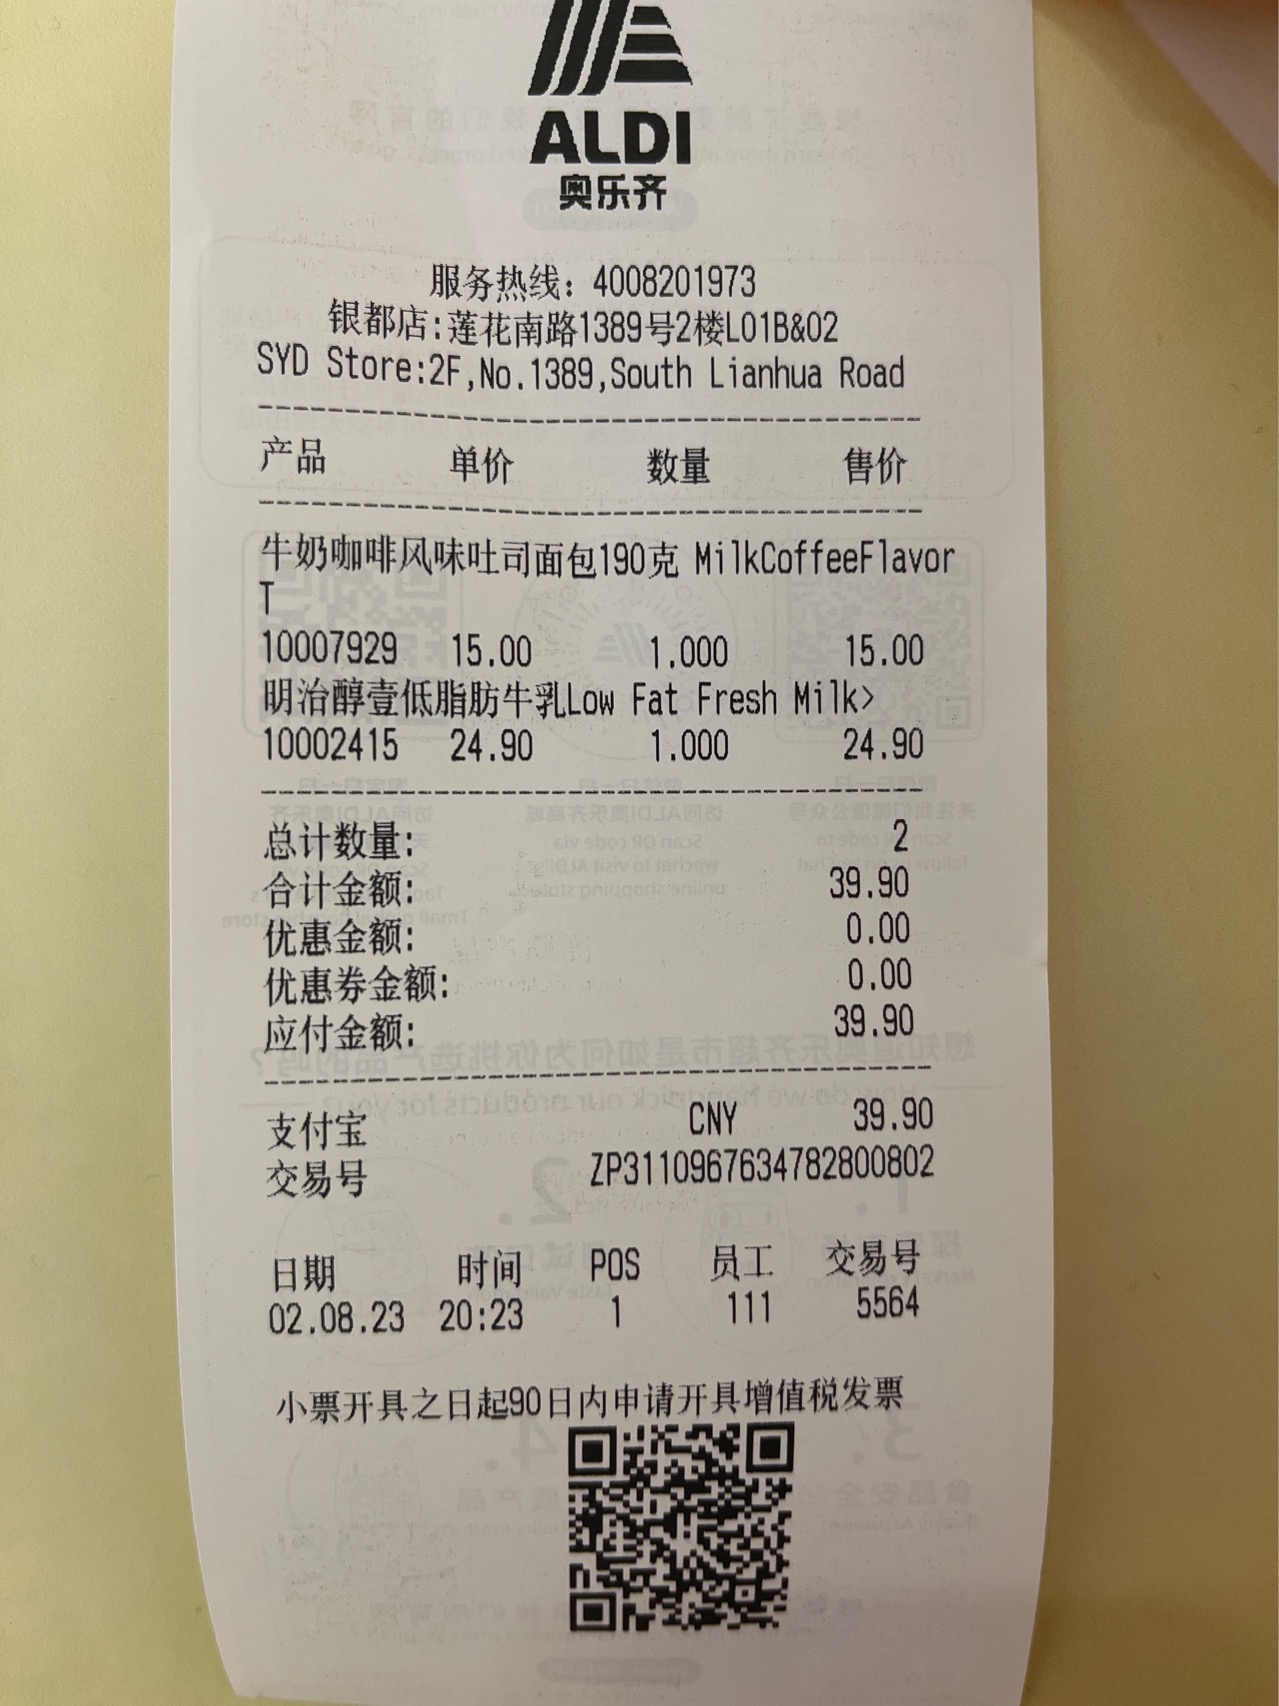 ALDI
奥乐齐
服务热线：4008201973
银都店:莲花南路1389号2楼L01B&02
SYD Store:2F,No.1389,South Lianhua Road
产品 单价 数量 售价
牛奶咖啡风味吐司面包190克 MilkCoffeeFlavor
T
10007929 15.00 1.000 15.00
明治醇壹低脂肪牛乳Low Fat Fresh Milk>
10002415 24.90 1.000 24.90
总计数量: 2
合计金额: 39.90
优惠金额: 0.00
优惠券金额: 0.00
应付金额: 39.90
支付宝 CNY 39.90
交易号 ZP3110967634782800802
日期 时间 POS 员工 交易号
02.08.23 20:23 1 111 5564
小票开具之日起90日内申请开具增值税发票